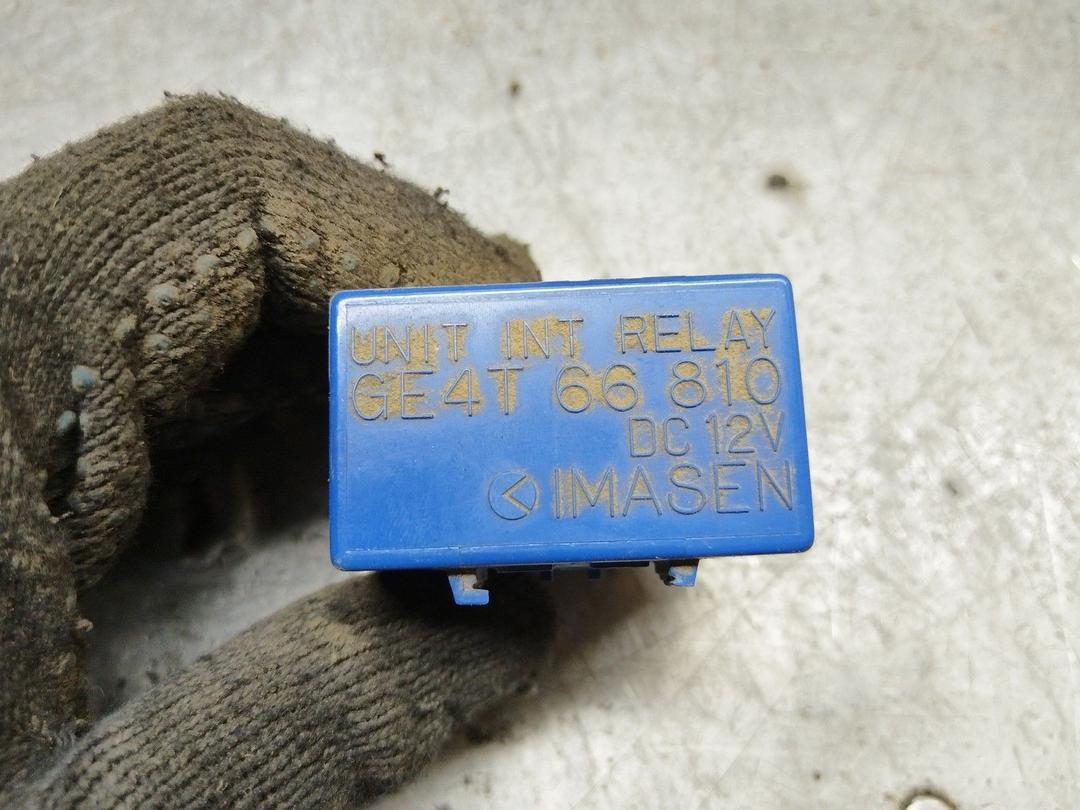 UNIT INT RELAY
GE4T 66 810
DC 12V
IMASEN